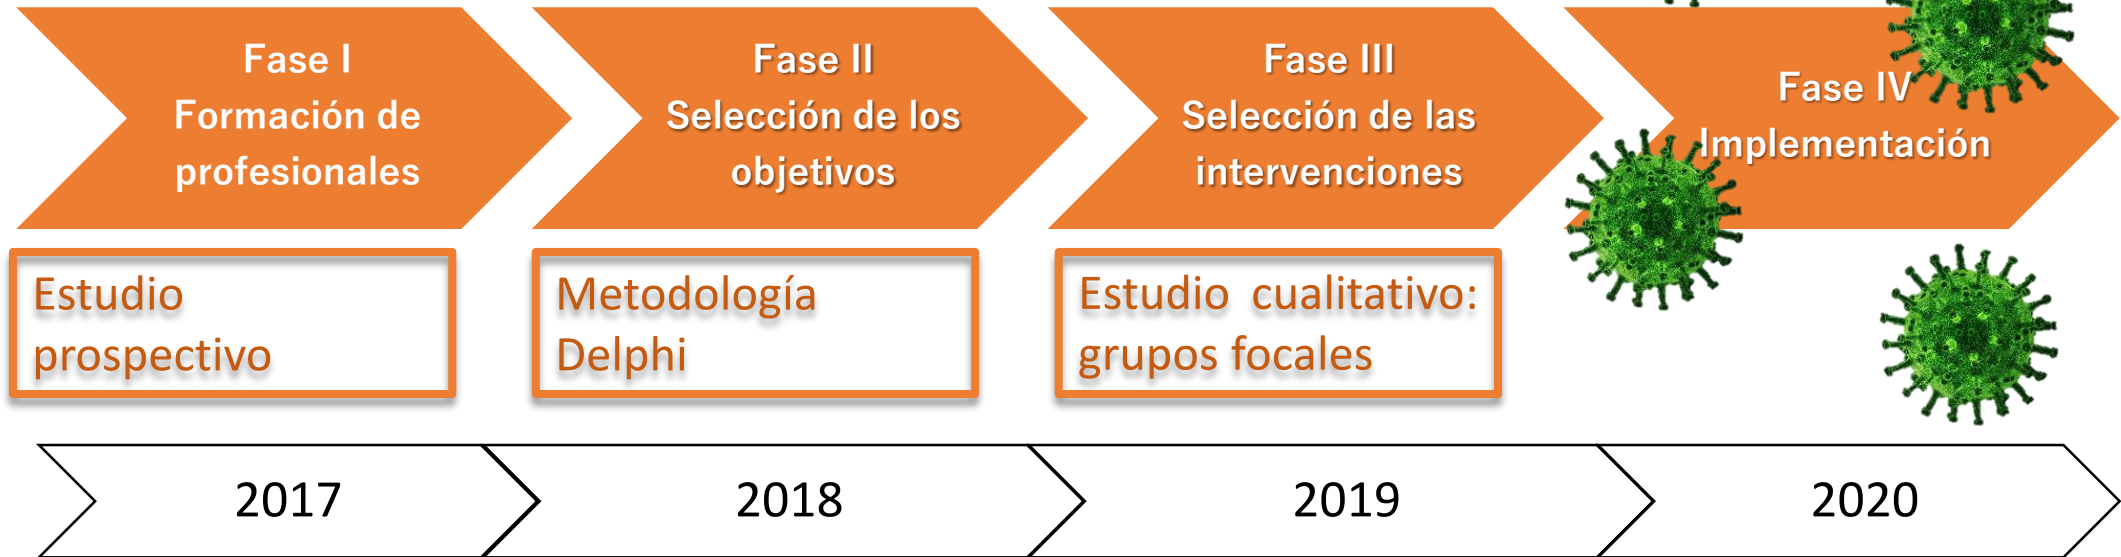 Fase I
Formación de
profesionales
Fase II
Selección de los
objetivos
Fase III
Selección de las
intervenciones
Fase IV
Implementación
Estudio
prospectivo
Metodología
Delphi
Estudio cualitativo:
grupos focales
2017
2018
2019
2020